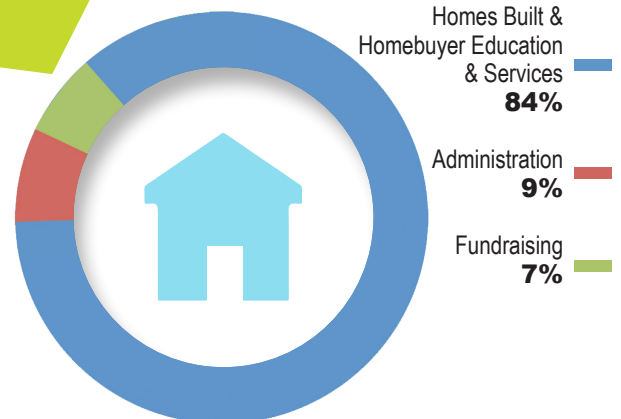 Homes Built &
Homebuyer Education
& Services
84%
Administration
9%
Fundraising
7%